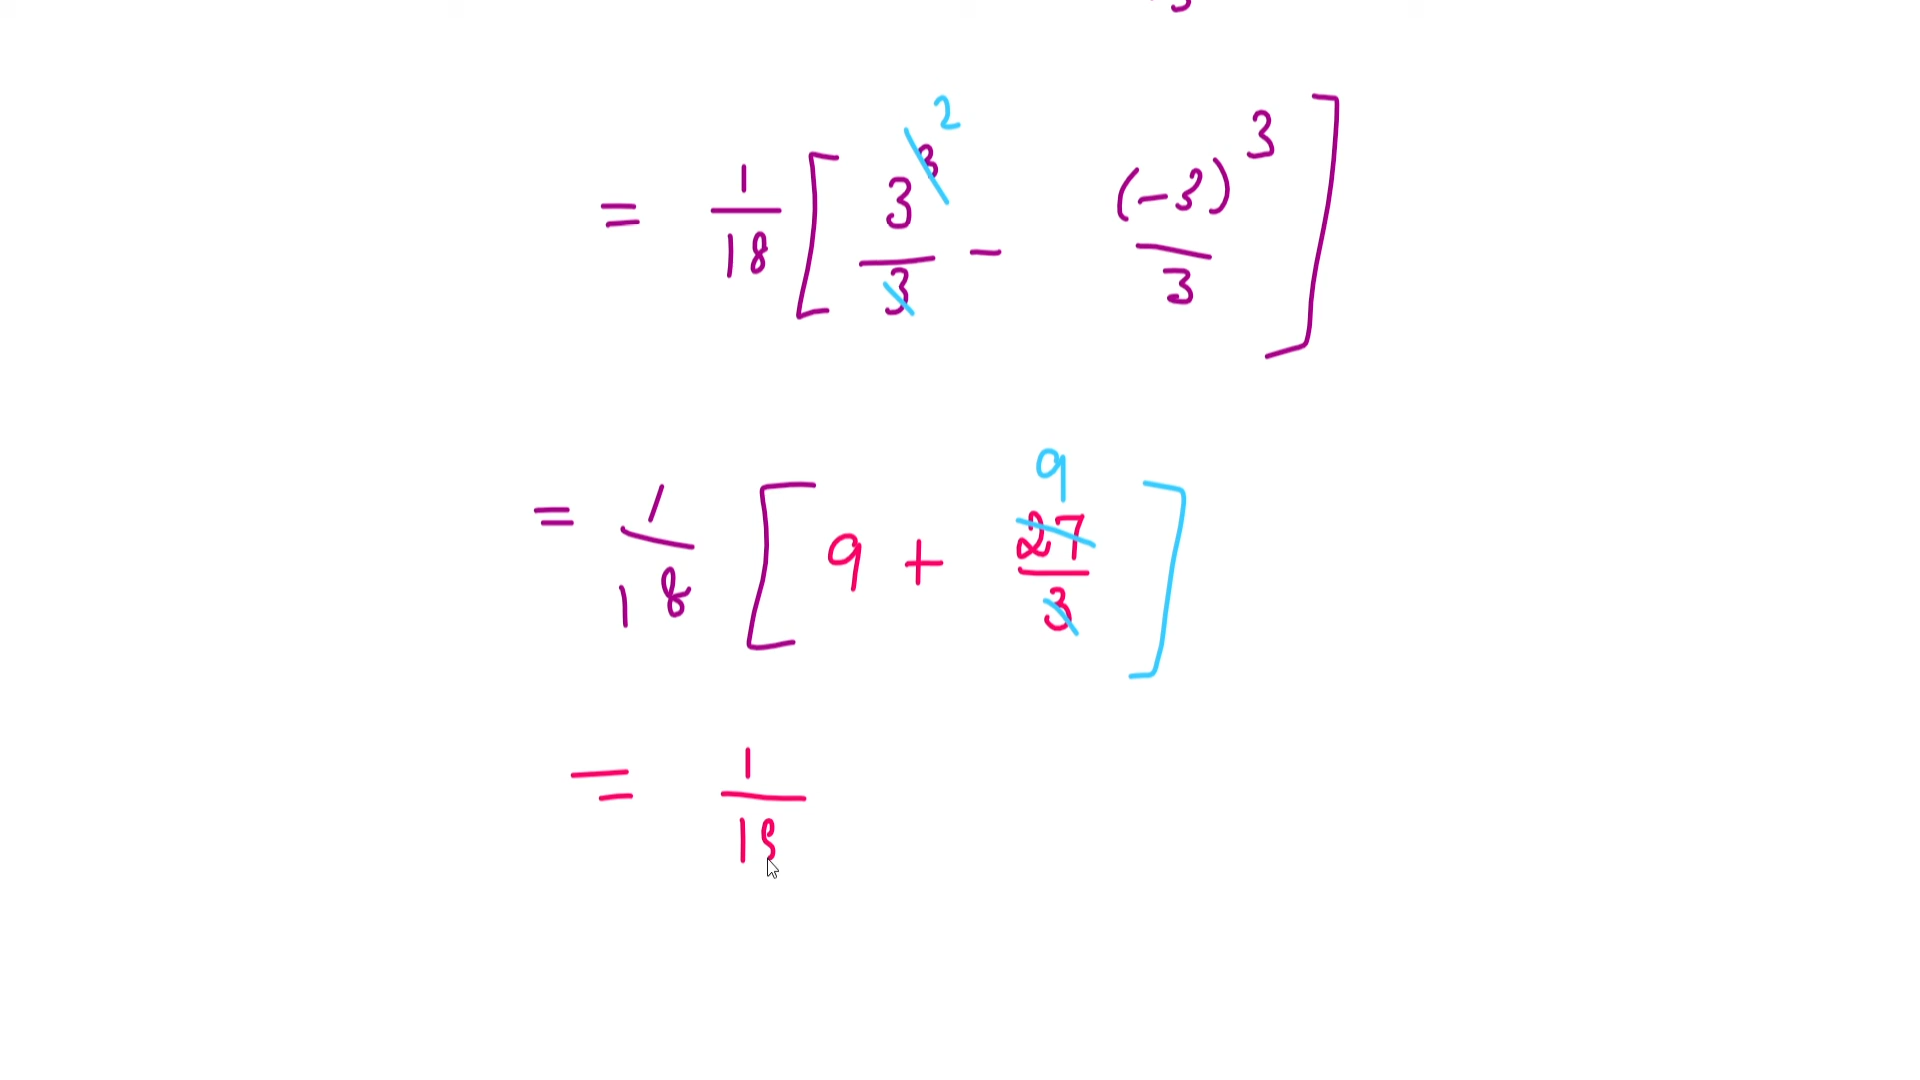 = 1/18 [ 3^3^2/3 - (-3)^3/3 ]
= 1/18 [ 9 + 27/3 9 ]
= 1/18